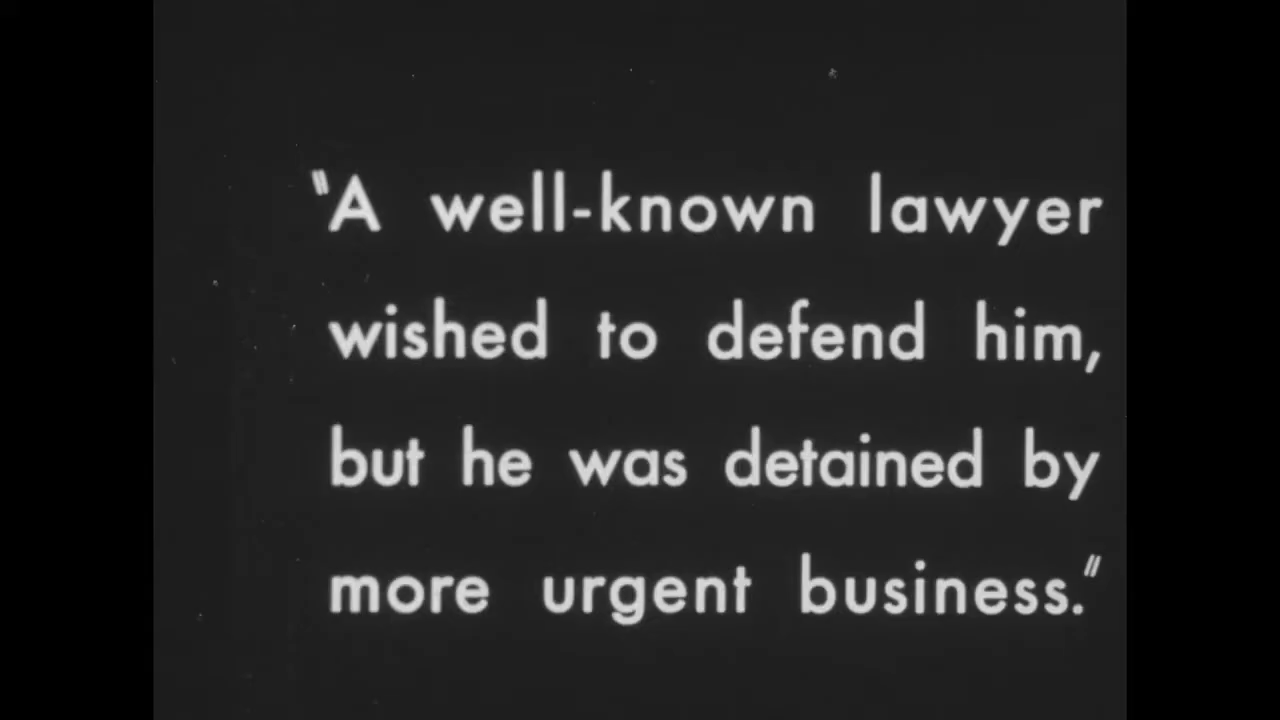 "A well-known lawyer
wished to defend him,
but he was detained by
more urgent business."